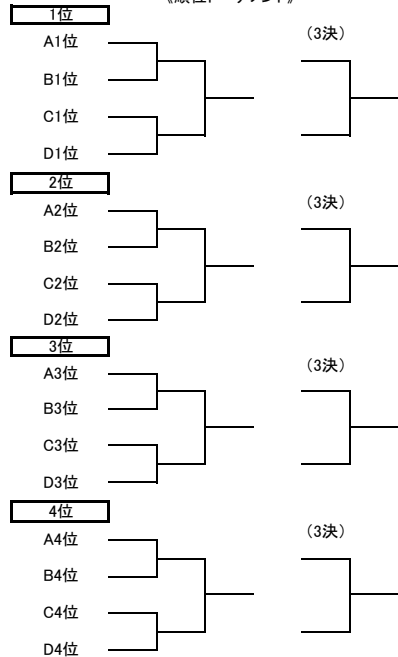 1位
(3決)
A1位
B1位
C1位
D1位
2位
(3決)
A2位
B2位
C2位
D2位
3位
(3決)
A3位
B3位
C3位
D3位
4位
(3決)
A4位
B4位
C4位
D4位